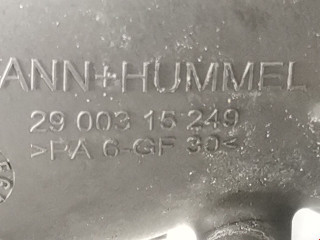 ANN+HUMMEL
29 003 15 249
>PA 6-GF 30<